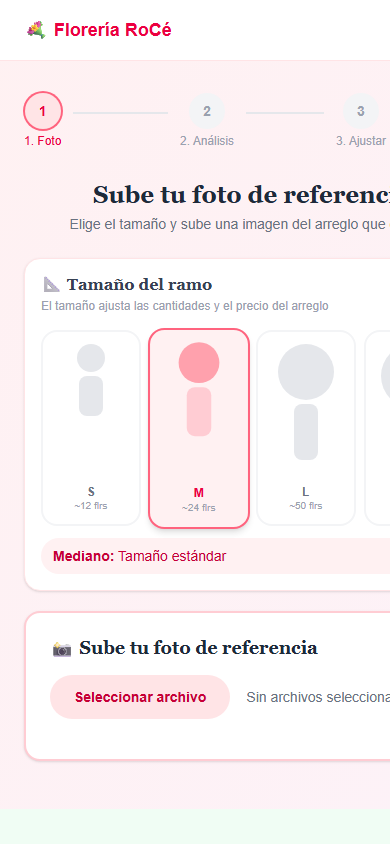 Florería RoCé
1 2 3
1. Foto 2. Análisis 3. Ajustar
Sube tu foto de referenc
Elige el tamaño y sube una imagen del arreglo que
Tamaño del ramo
El tamaño ajusta las cantidades y el precio del arreglo
S M L
~12 flrs ~24 flrs ~50 flrs
Mediano: Tamaño estándar
Sube tu foto de referencia
Seleccionar archivo Sin archivos selecciona